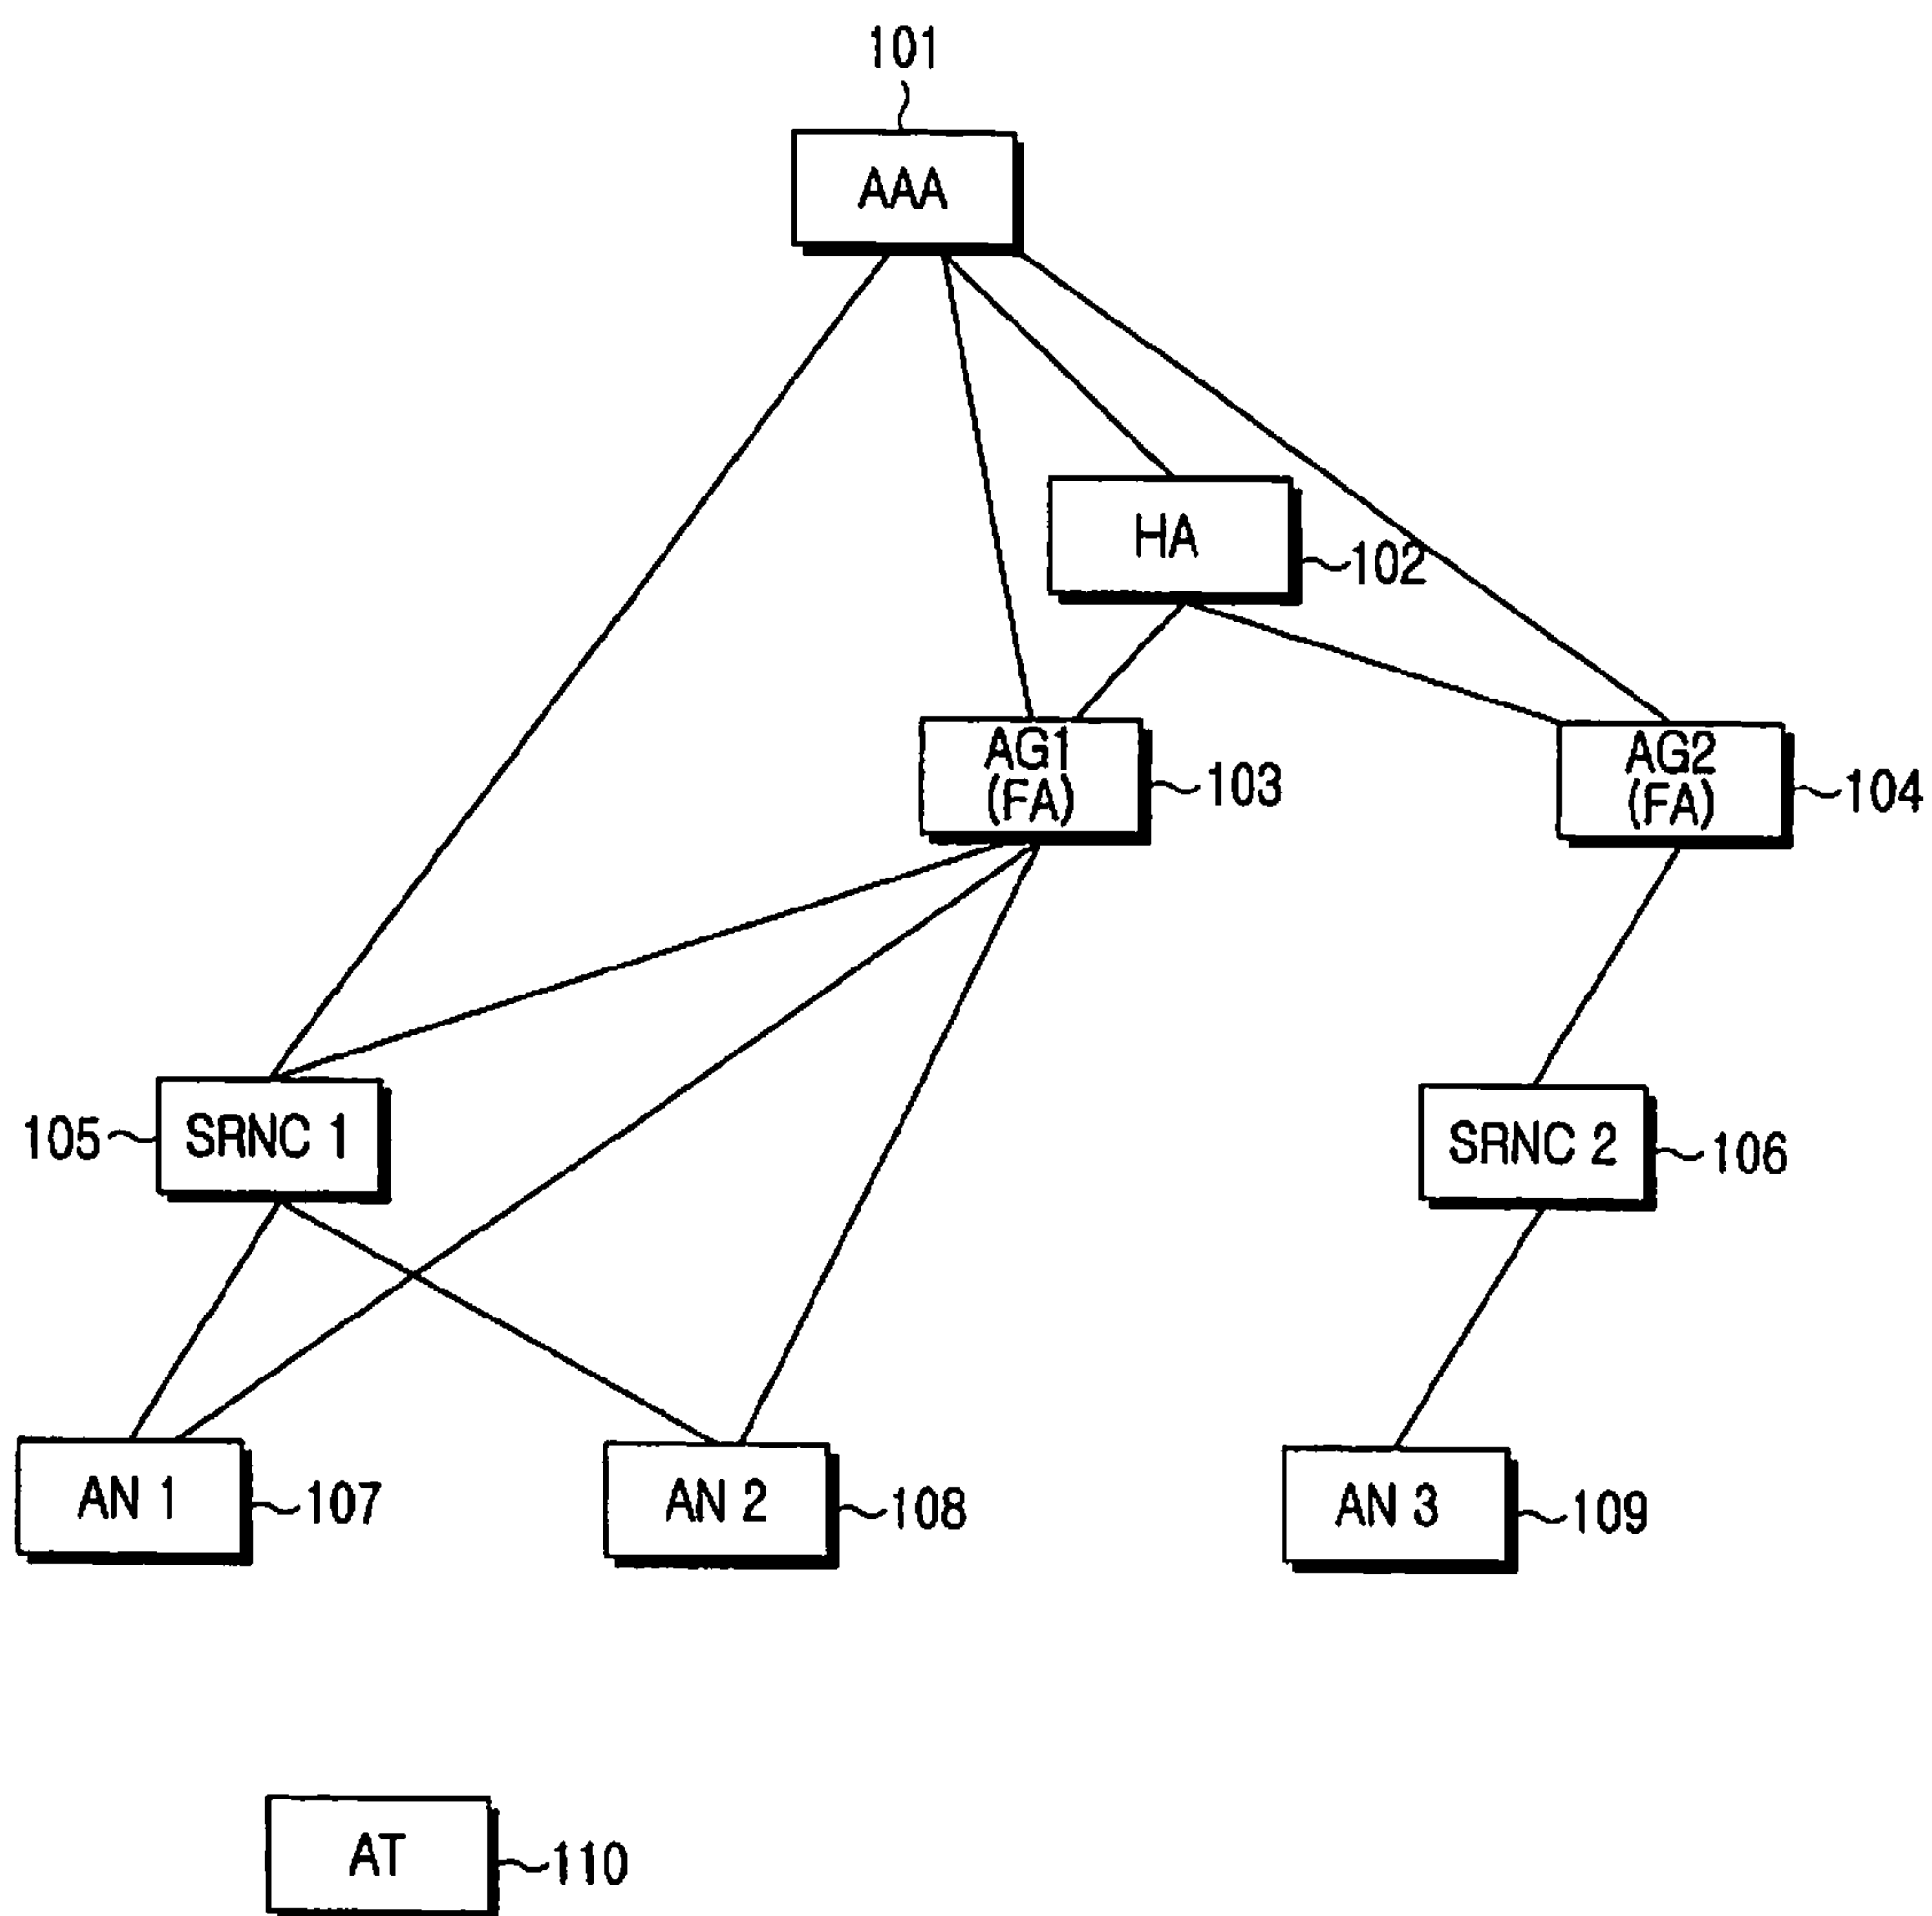 101
AAA
HA
102
AG1
(FA)
103
AG2
(FA)
104
105
SRNC 1
SRNC 2
106
AN 1
107
AN 2
108
AN 3
109
AT
110